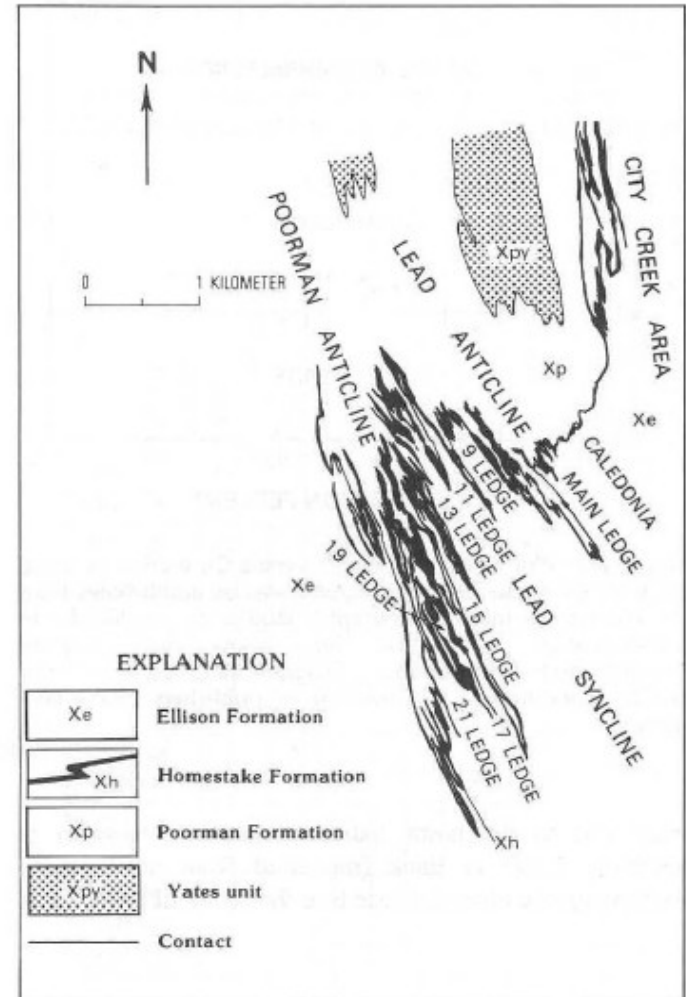 N
0 1 KILOMETER
POORMAN ANTICLINE
LEAD ANTICLINE
Xpy
CITY CREEK AREA
Xp
Xe
CALEDONIA
MAIN LEDGE
9 LEDGE
11 LEDGE
13 LEDGE
19 LEDGE
Xe
15 LEDGE
LEAD SYNCLINE
17 LEDGE
21 LEDGE
Xh
EXPLANATION
Xe Ellison Formation
Xh Homestake Formation
Xp Poorman Formation
Xpy Yates unit
Contact